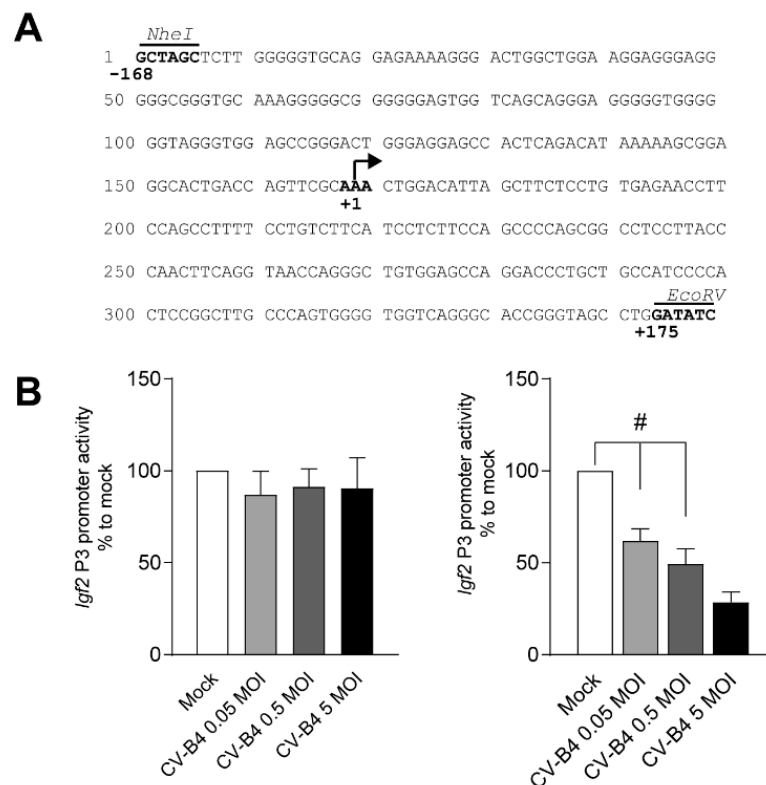 A
NheI
1 GCTAGCTCTT GGGGGTGCAG GAGAAAAGGG ACTGGCTGGA AGGAGGGAGG
-168
50 GGGCGGGTGC AAAGGGGGCG GGGGGAGTGG TCAGCAGGGA GGGGGTGGGG
100 GGTAGGGTGG AGCCGGGACT GGGAGGAGCC ACTCAGACAT AAAAAGCGGA
150 GGCACTGACC AGTTCGCAAA CTGGACATTA GCTTCTCCTG TGAGAACCTT
+1
200 CCAGCCTTTT CCTGTCTTCA TCCTCTTCCA GCCCCAGCGG CCTCCTTACC
250 CAACTTCAGG TAACCAGGGC TGTGGAGCCA GGACCCTGCT GCCATCCCCA
EcoRV
300 CTCCGGCTTG CCCAGTGGGG TGGTCAGGGC ACCGGGTAGCC CTGGATATC
+175
B
150
100
50
0
Igf2 P3 promoter activity
% to mock
Mock
CV-B4 0.05 MOI
CV-B4 0.5 MOI
CV-B4 5 MOI
150
100
50
0
Igf2 P3 promoter activity
% to mock
#
Mock
CV-B4 0.05 MOI
CV-B4 0.5 MOI
CV-B4 5 MOI